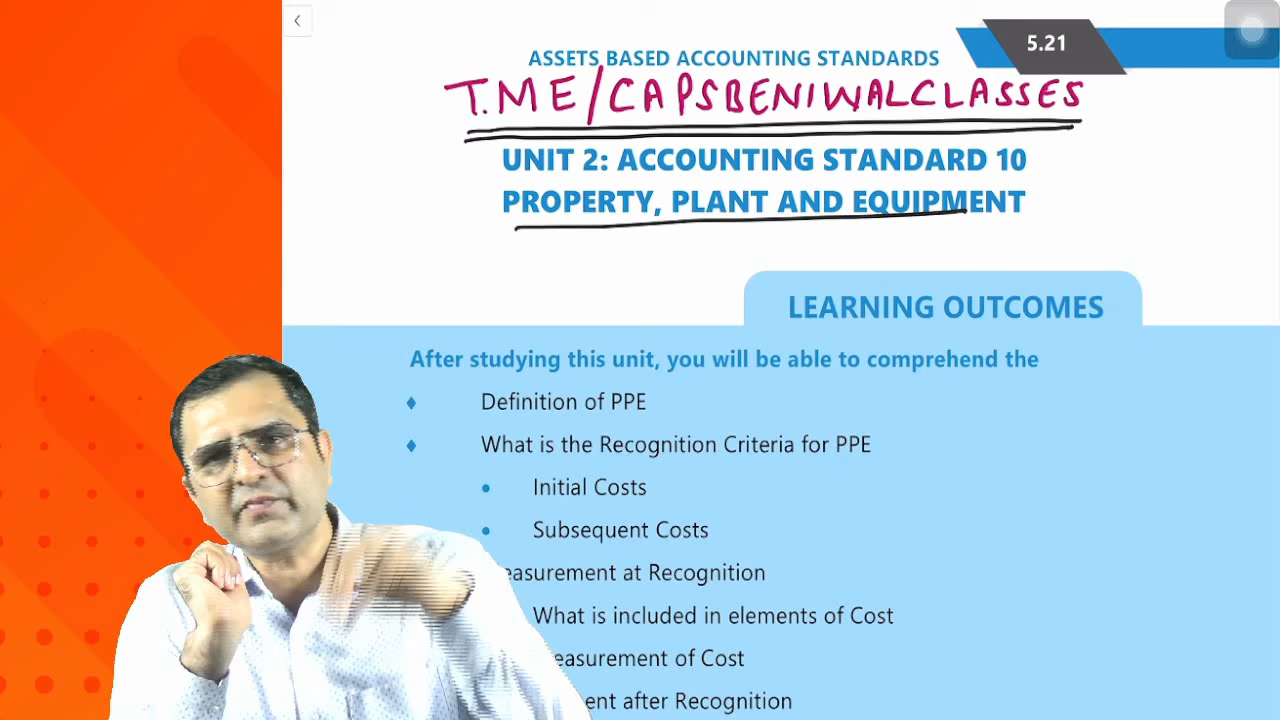 5.21
ASSETS BASED ACCOUNTING STANDARDS
T.ME/CAPSBENIWALCLASSES
UNIT 2: ACCOUNTING STANDARD 10
PROPERTY, PLANT AND EQUIPMENT
LEARNING OUTCOMES
After studying this unit, you will be able to comprehend the
♦ Definition of PPE
♦ What is the Recognition Criteria for PPE
• Initial Costs
• Subsequent Costs
easurement at Recognition
What is included in elements of Cost
easurement of Cost
ent after Recognition